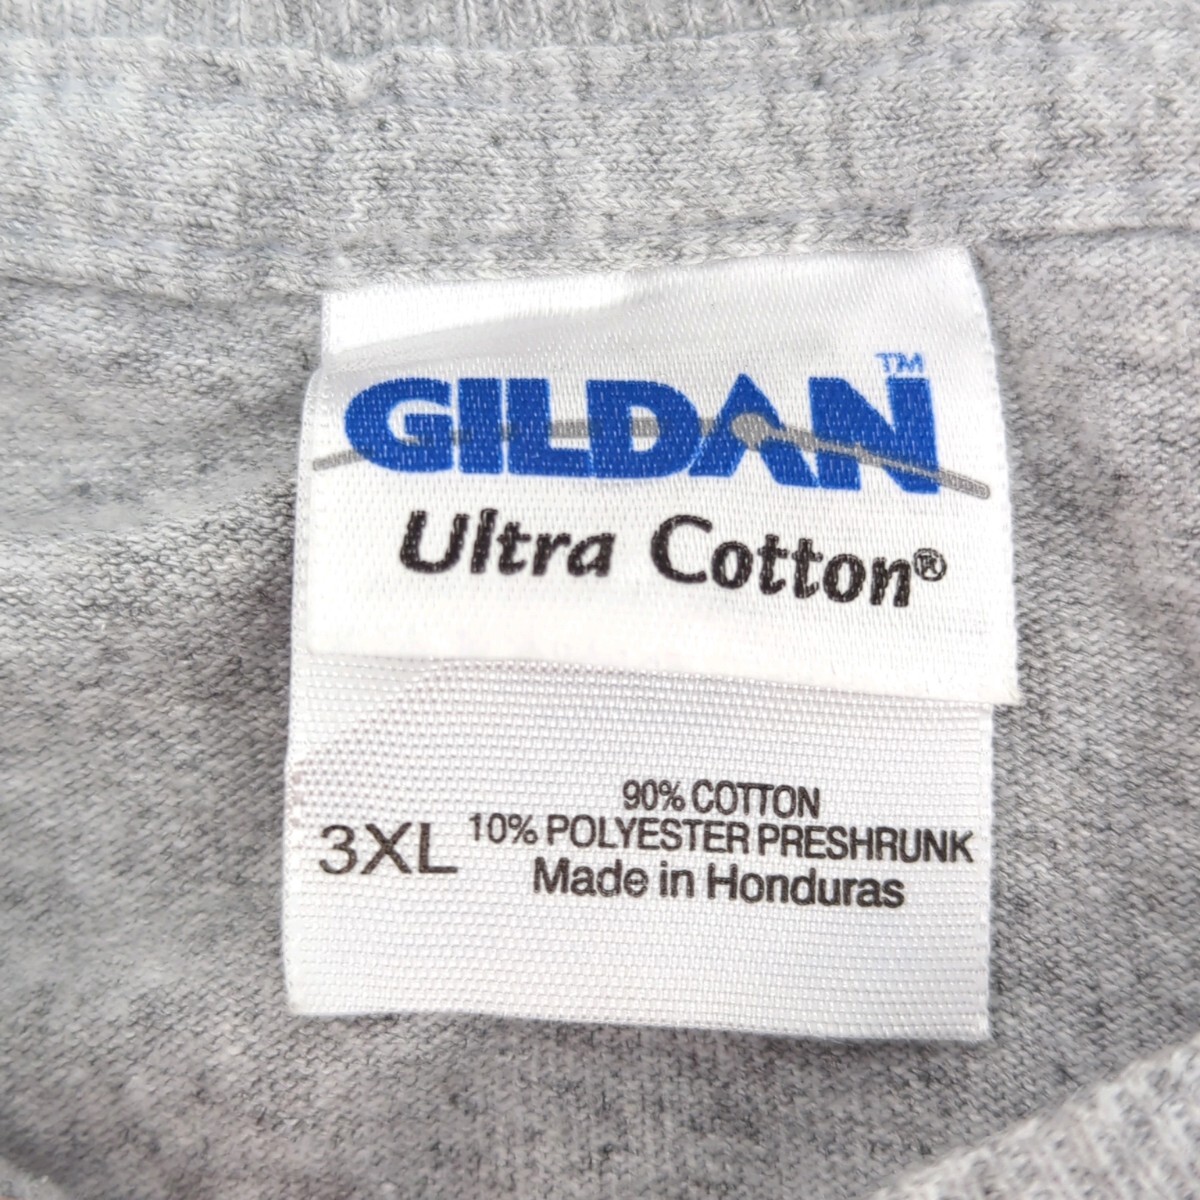 GILDAN™
Ultra Cotton®
90% COTTON
3XL 10% POLYESTER PRESHRUNK
Made in Honduras